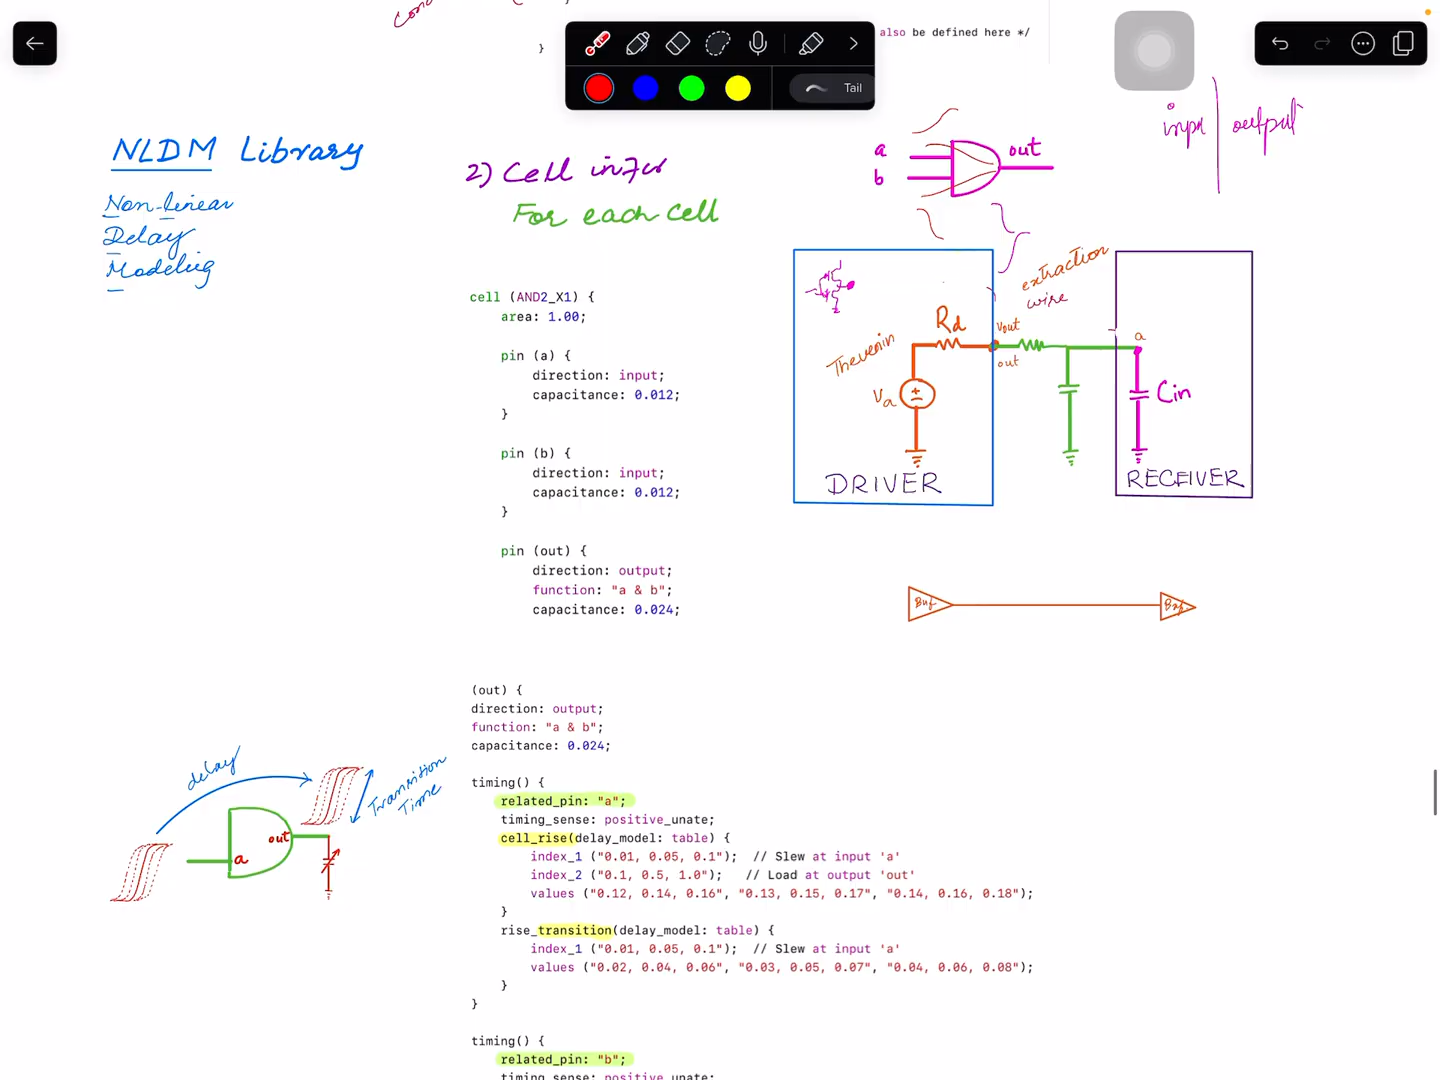 also be defined here */
}
Tail
NLDM Library
Non-linear
Delay
Modeling
2) Cell infor
For each cell
a
b
out
input | output
cell (AND2_X1) {
area: 1.00;
pin (a) {
direction: input;
capacitance: 0.012;
}
pin (b) {
direction: input;
capacitance: 0.012;
}
pin (out) {
direction: output;
function: "a & b";
capacitance: 0.024;
extraction
wire
Thevenin
Rd
Vout
out
a
Va
+
Cin
DRIVER
RECEIVER
Buf
Buf
(out) {
direction: output;
function: "a & b";
capacitance: 0.024;
timing() {
related_pin: "a";
timing_sense: positive_unate;
cell_rise(delay_model: table) {
index_1 ("0.01, 0.05, 0.1"); // Slew at input 'a'
index_2 ("0.1, 0.5, 1.0"); // Load at output 'out'
values ("0.12, 0.14, 0.16", "0.13, 0.15, 0.17", "0.14, 0.16, 0.18");
}
rise_transition(delay_model: table) {
index_1 ("0.01, 0.05, 0.1"); // Slew at input 'a'
values ("0.02, 0.04, 0.06", "0.03, 0.05, 0.07", "0.04, 0.06, 0.08");
}
}
timing() {
related_pin: "b";
timing_sense: positive_unate;
delay
Transition
Time
a
out